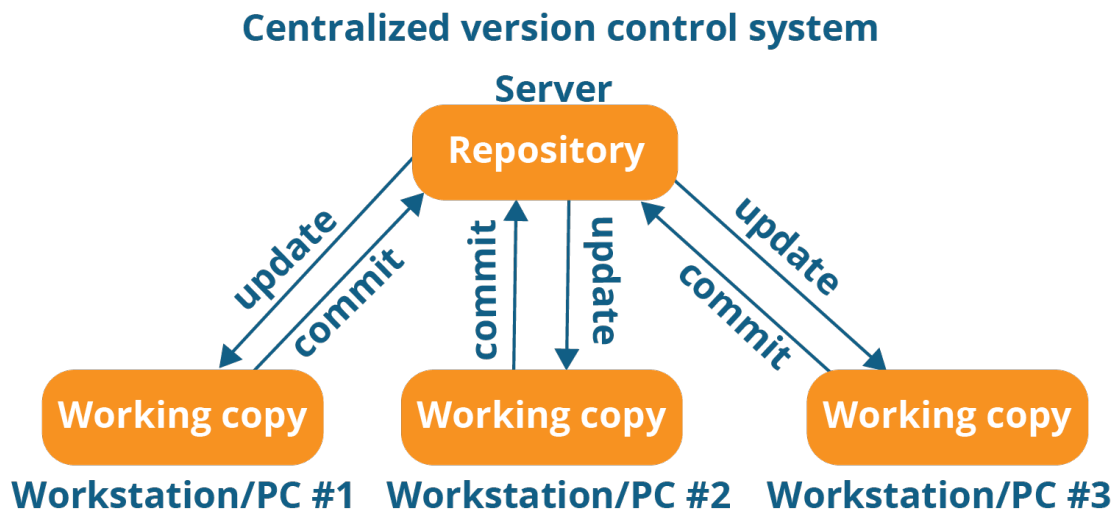 Centralized version control system
Server
Repository
update
commit
commit
update
update
commit
Working copy
Working copy
Working copy
Workstation/PC #1
Workstation/PC #2
Workstation/PC #3